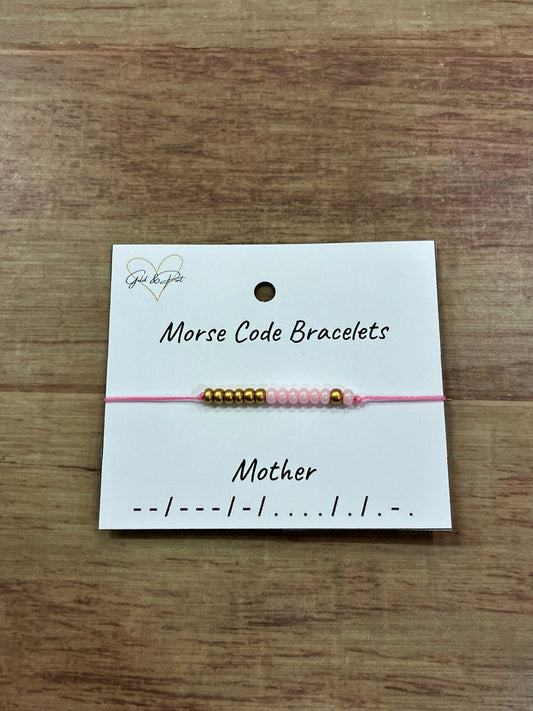 Morse Code Bracelets
Mother
--/---/-/..../././.-.